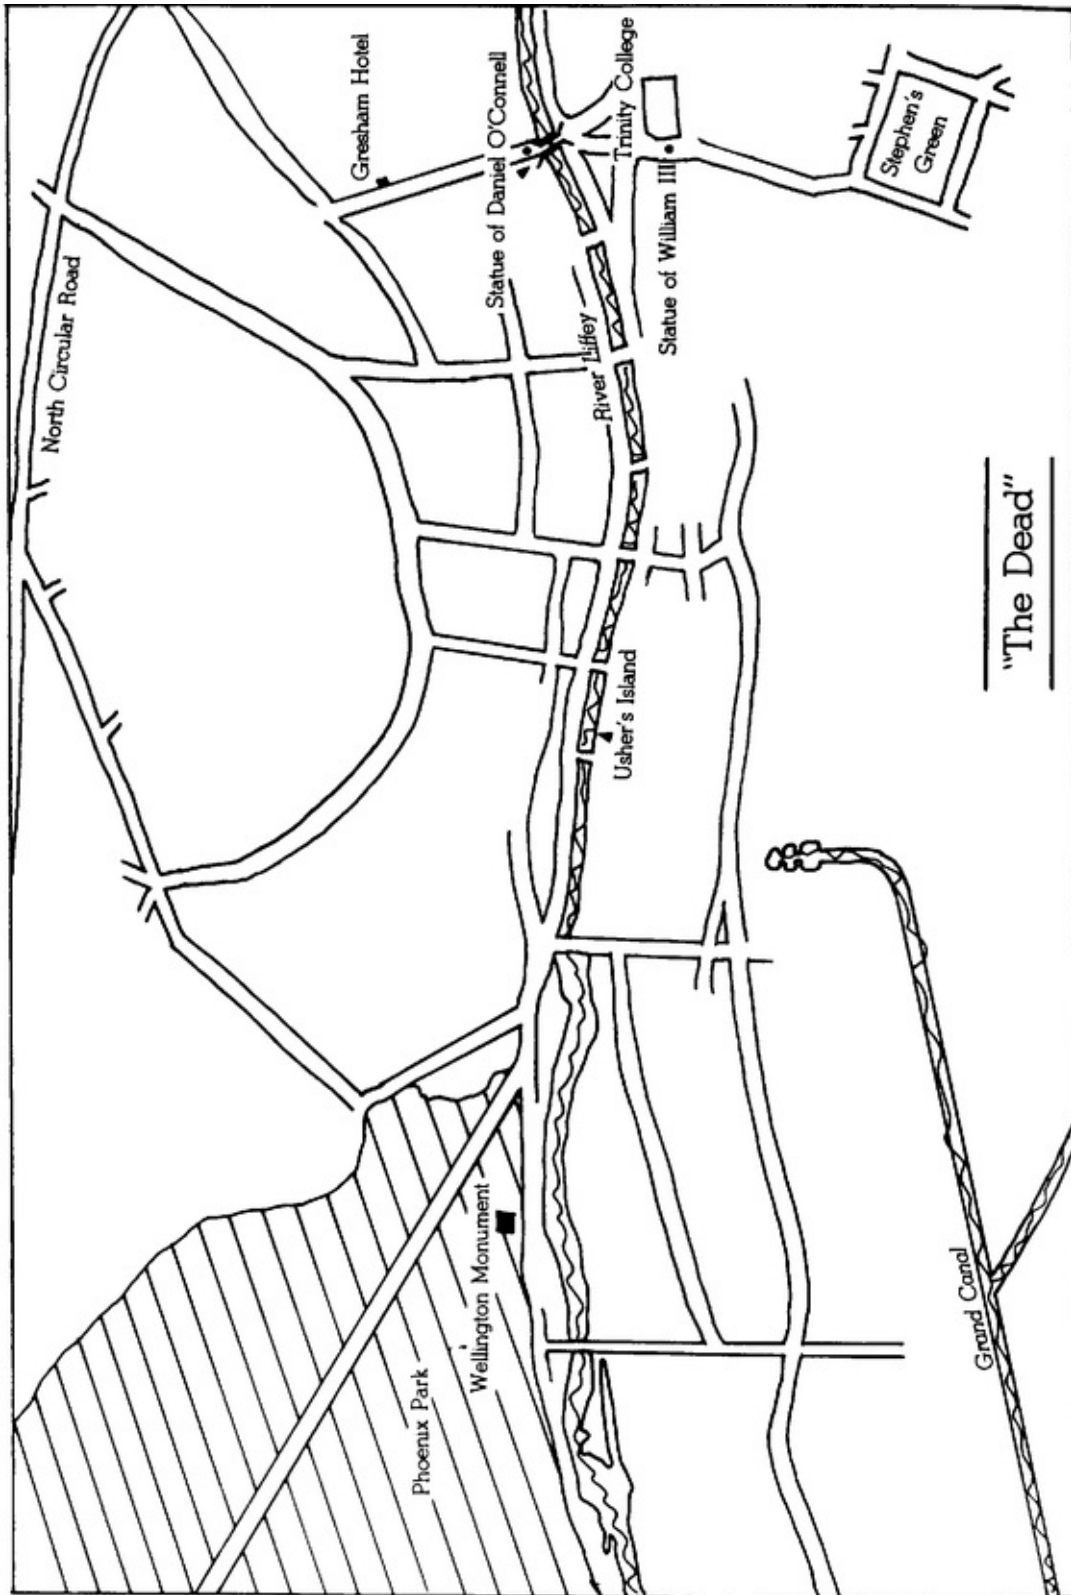 North Circular Road
Gresham Hotel
Statue of Daniel O'Connell
Trinity College
Statue of William III
Stephen's
Green
River Liffey
Usher's Island
Wellington Monument
Phoenix Park
Grand Canal
"The Dead"